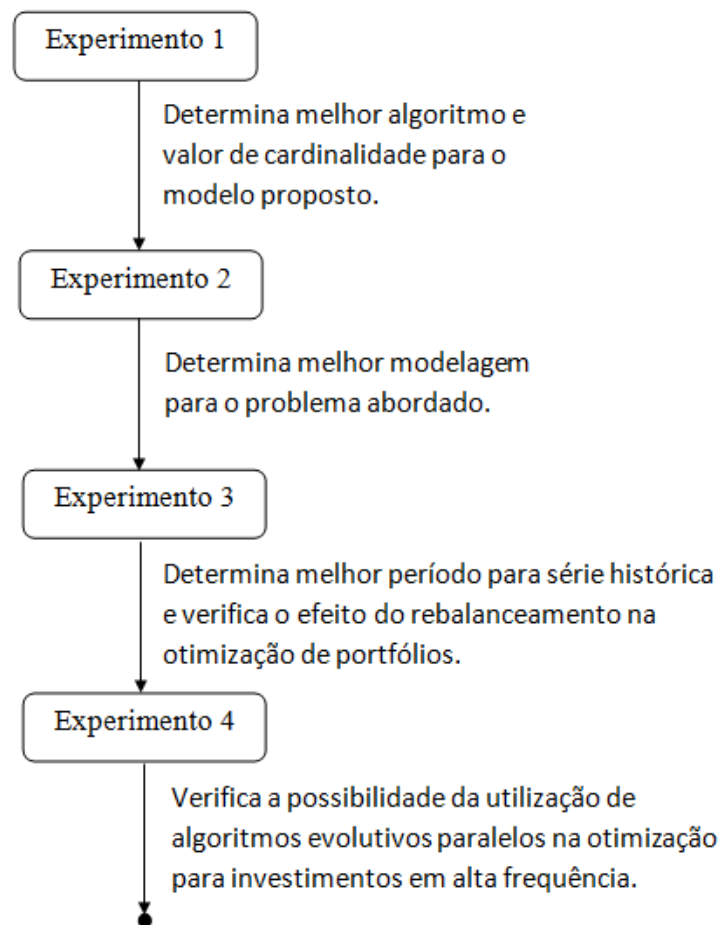 Experimento 1
Determina melhor algoritmo e
valor de cardinalidade para o
modelo proposto.
Experimento 2
Determina melhor modelagem
para o problema abordado.
Experimento 3
Determina melhor período para série histórica
e verifica o efeito do rebalanceamento na
otimização de portfólios.
Experimento 4
Verifica a possibilidade da utilização de
algoritmos evolutivos paralelos na otimização
para investimentos em alta frequência.